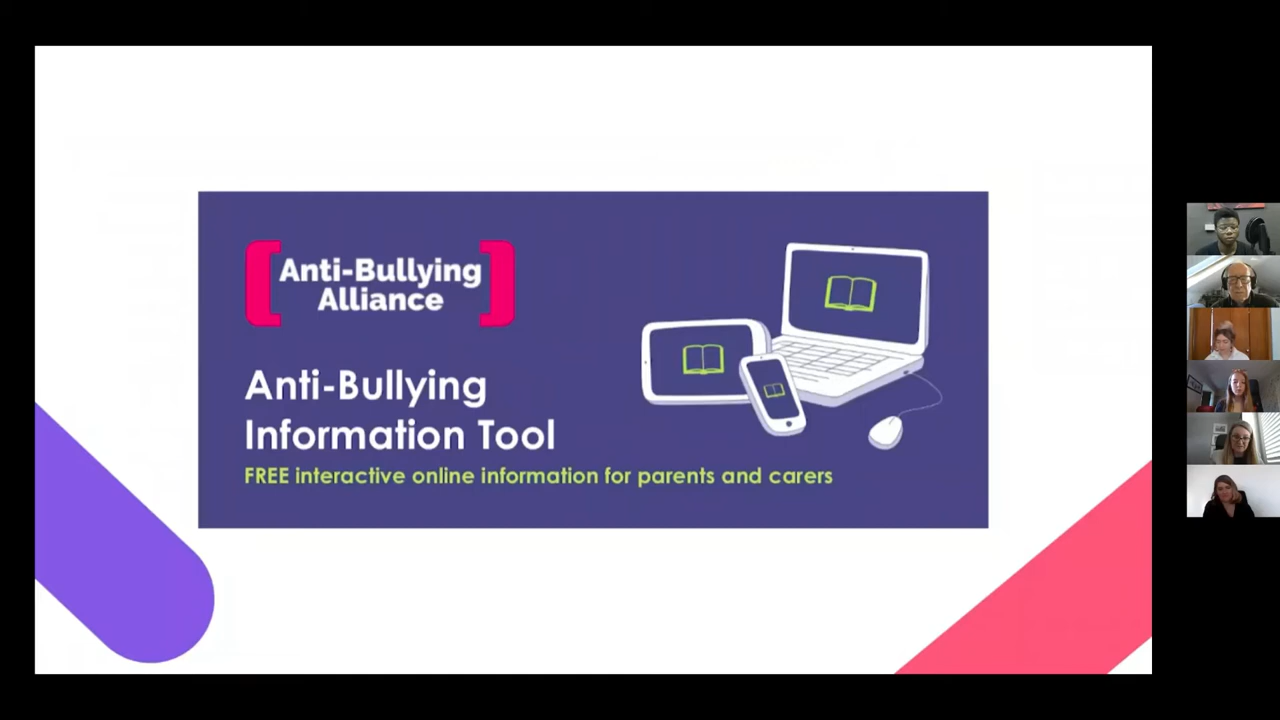 Anti-Bullying
Alliance
Anti-Bullying
Information Tool
FREE interactive online information for parents and carers